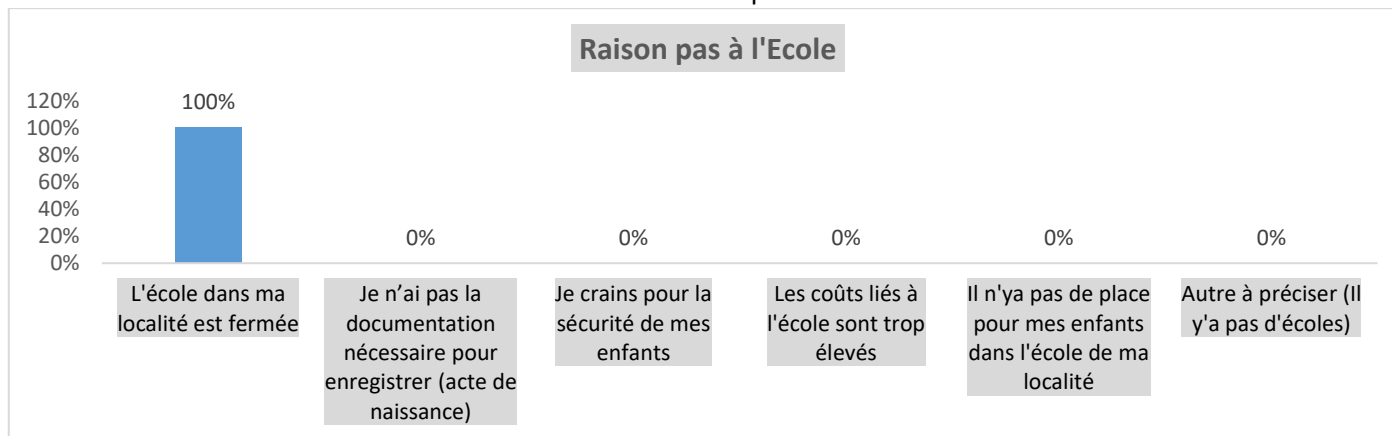 Raison pas à l'Ecole
120%
100%
80%
60%
40%
20%
0%
100%
0%
0%
0%
0%
0%
L'école dans ma
localité est fermée
Je n’ai pas la
documentation
nécessaire pour
enregistrer (acte de
naissance)
Je crains pour la
sécurité de mes
enfants
Les coûts liés à
l'école sont trop
élevés
Il n'ya pas de place
pour mes enfants
dans l'école de ma
localité
Autre à préciser (Il
y'a pas d'écoles)